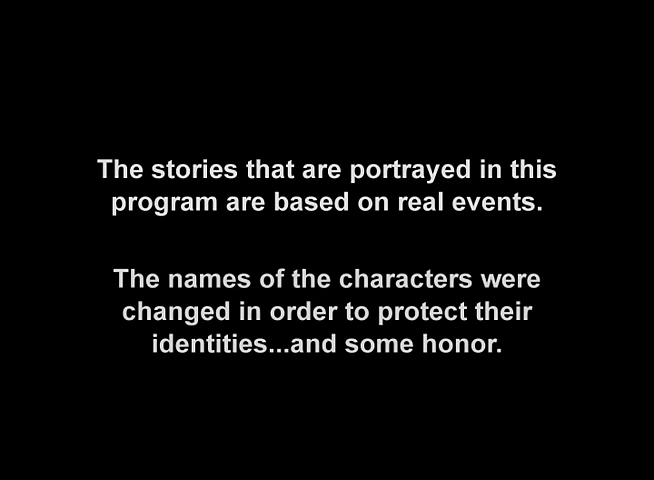 The stories that are portrayed in this
program are based on real events.
The names of the characters were
changed in order to protect their
identities...and some honor.